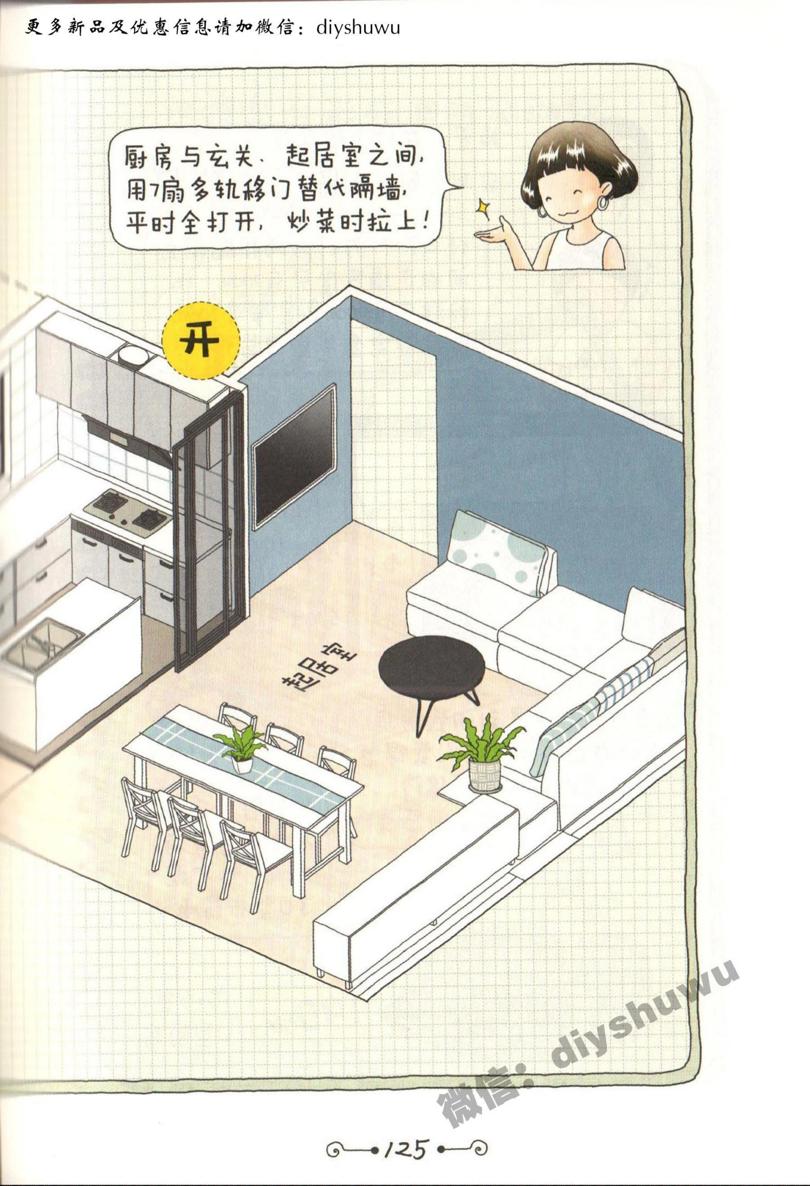 更多新品及优惠信息请加微信：diyshuwu
厨房与玄关、起居室之间，
用7扇多轨移门替代隔墙，
平时全打开，炒菜时拉上！
开
起居室
微信：diyshuwu
125